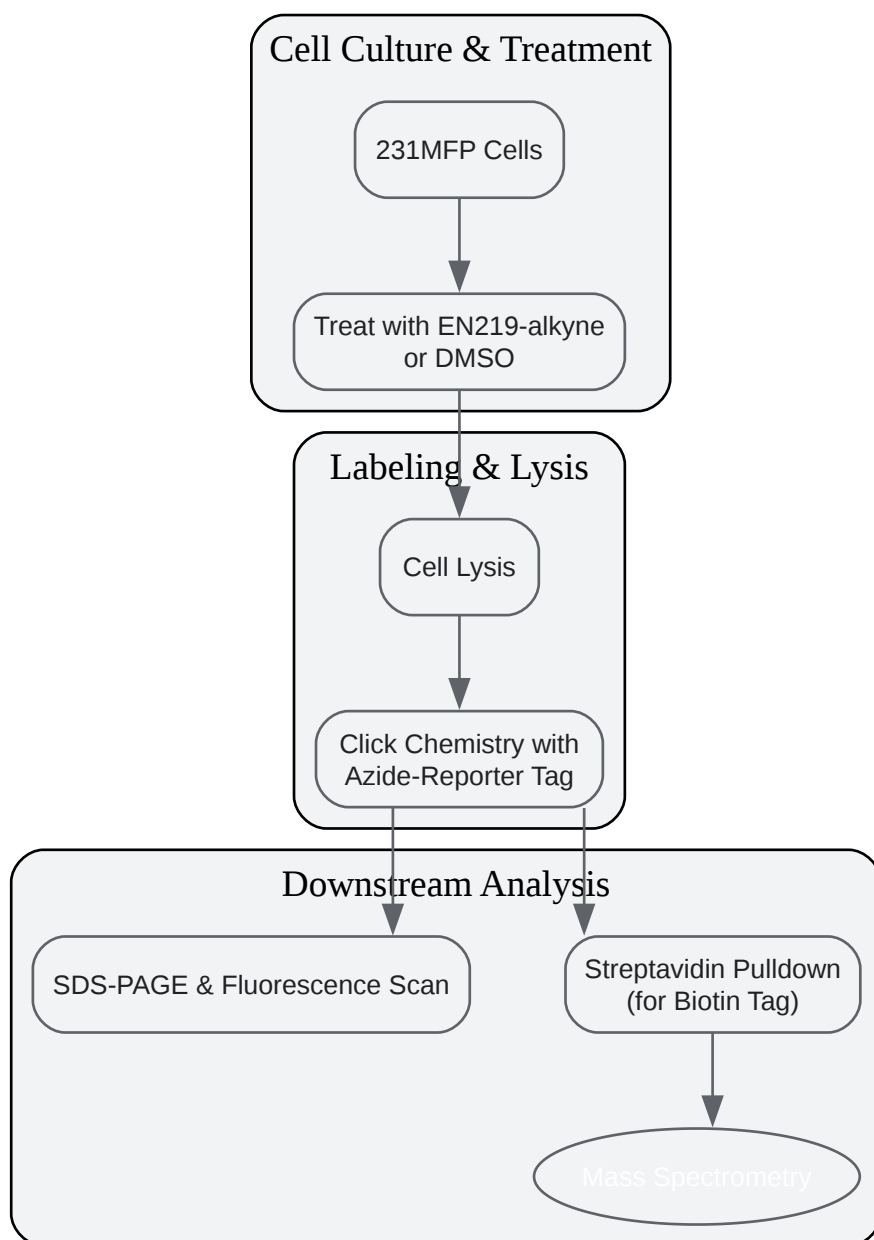 Cell Culture & Treatment
231MFP Cells
Treat with EN219-alkyne
or DMSO
Labeling & Lysis
Cell Lysis
Click Chemistry with
Azide-Reporter Tag
Downstream Analysis
SDS-PAGE & Fluorescence Scan
Streptavidin Pulldown
(for Biotin Tag)
Mass Spectrometry